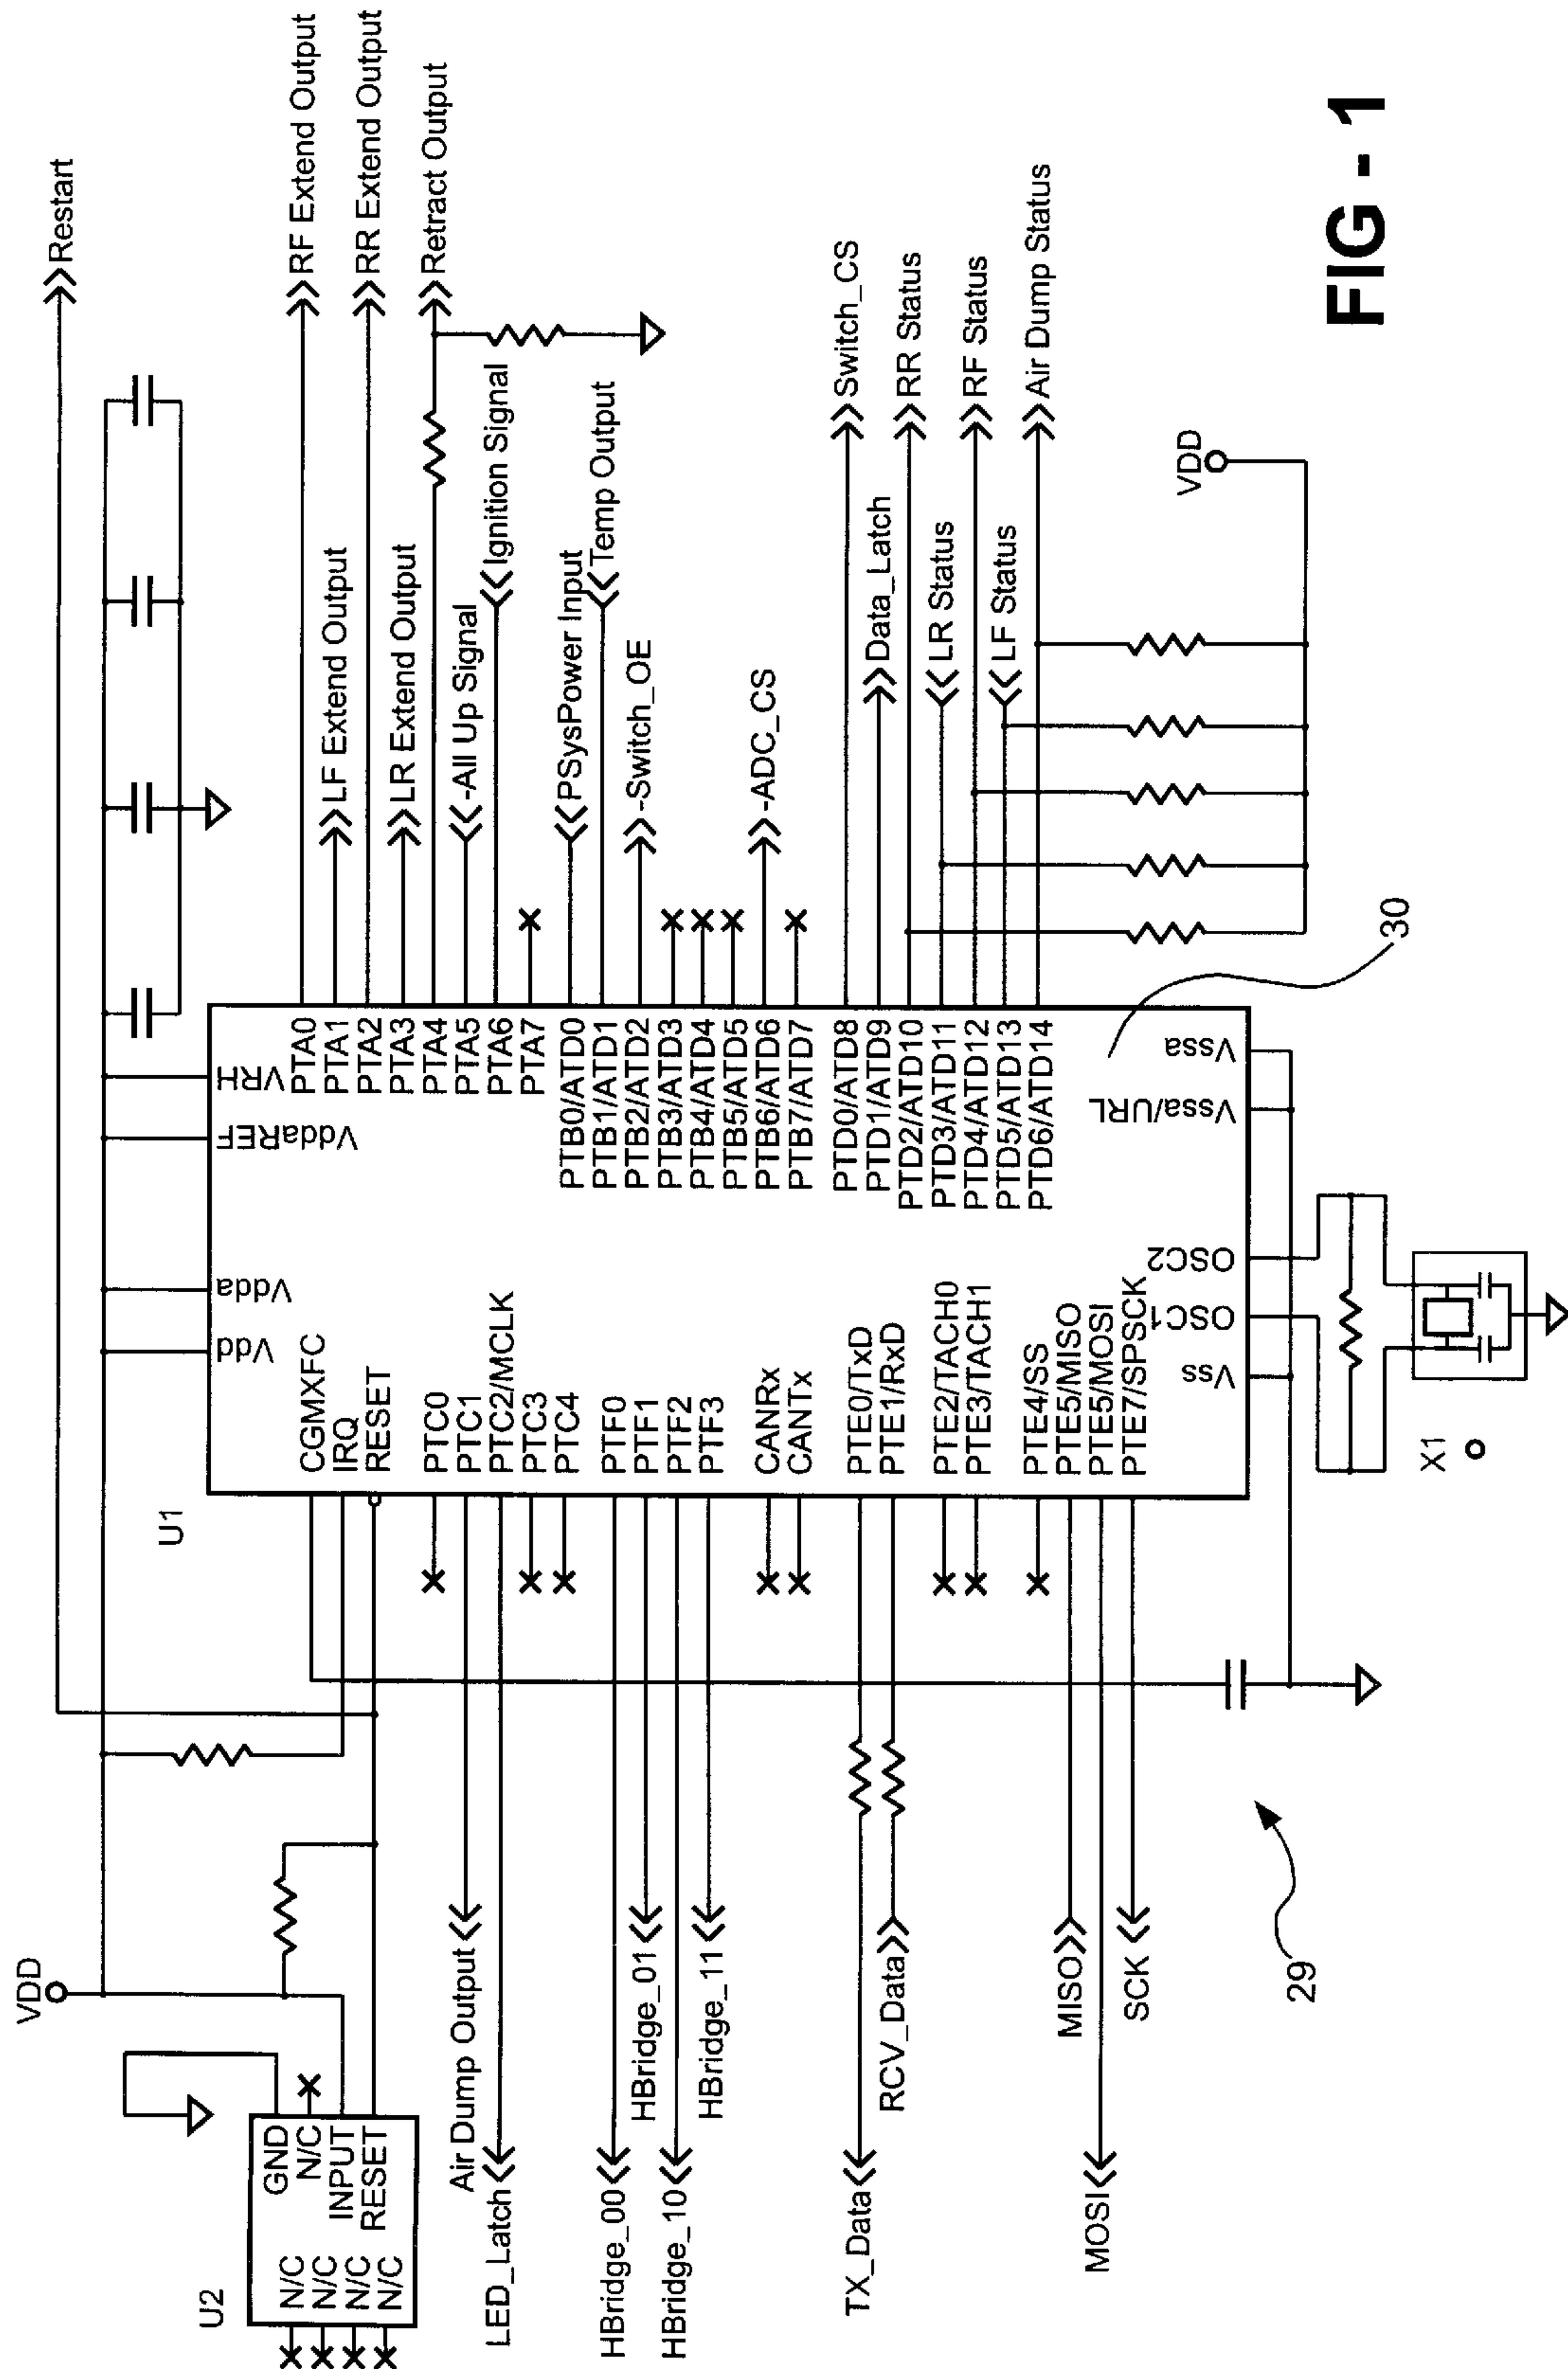 VDD
Restart
U2
GND
N/C
INPUT
RESET
N/C
N/C
N/C
N/C
U1
Vdd
Vdda
VddaREF
VRH
CGMXFC
IRQ
RESET
PTC0
PTC1
PTC2/MCLK
PTC3
PTC4
PTF0
PTF1
PTF2
PTF3
CANRx
CANTx
PTE0/TxD
PTE1/RxD
PTE2/TACH0
PTE3/TACH1
PTE4/SS
PTE5/MISO
PTE5/MOSI
PTE7/SPSCK
PTA0
PTA1
PTA2
PTA3
PTA4
PTA5
PTA6
PTA7
PTB0/ATD0
PTB1/ATD1
PTB2/ATD2
PTB3/ATD3
PTB4/ATD4
PTB5/ATD5
PTB6/ATD6
PTB7/ATD7
PTD0/ATD8
PTD1/ATD9
PTD2/ATD10
PTD3/ATD11
PTD4/ATD12
PTD5/ATD13
PTD6/ATD14
Vss
OSC1
OSC2
Vssa/URL
Vssa
Air Dump Output
LED_Latch
HBridge_00
HBridge_01
HBridge_10
HBridge_11
TX_Data
RCV_Data
MISO
MOSI
SCK
RF Extend Output
LF Extend Output
RR Extend Output
LR Extend Output
Retract Output
-All Up Signal
Ignition Signal
PSysPower Input
Temp Output
-Switch_OE
-ADC_CS
Switch_CS
Data_Latch
RR Status
LR Status
RF Status
LF Status
Air Dump Status
VDD
X1
29
30
FIG - 1